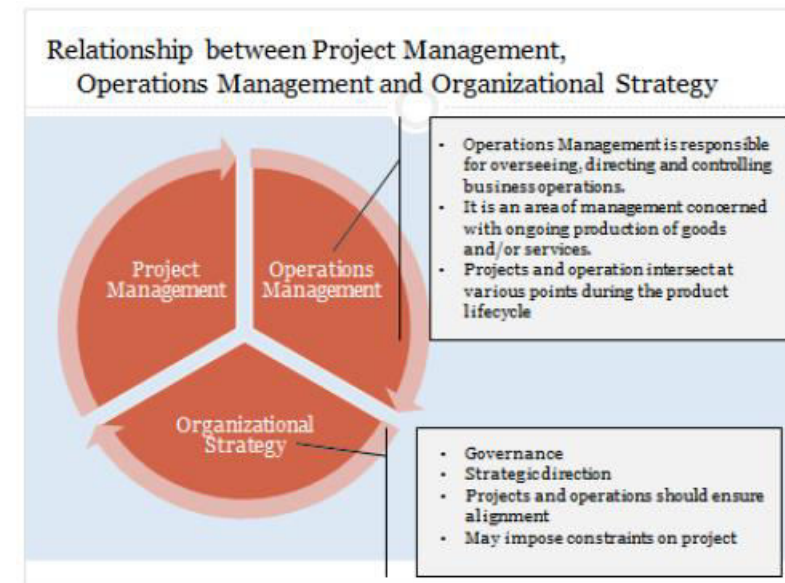 Relationship between Project Management,
Operations Management and Organizational Strategy
Project
Management
Operations
Management
Organizational
Strategy
• Operations Management is responsible
for overseeing, directing and controlling
business operations.
• It is an area of management concerned
with ongoing production of goods
and/or services.
• Projects and operation intersect at
various points during the product
lifecycle
• Governance
• Strategic direction
• Projects and operations should ensure
alignment
• May impose constraints on project